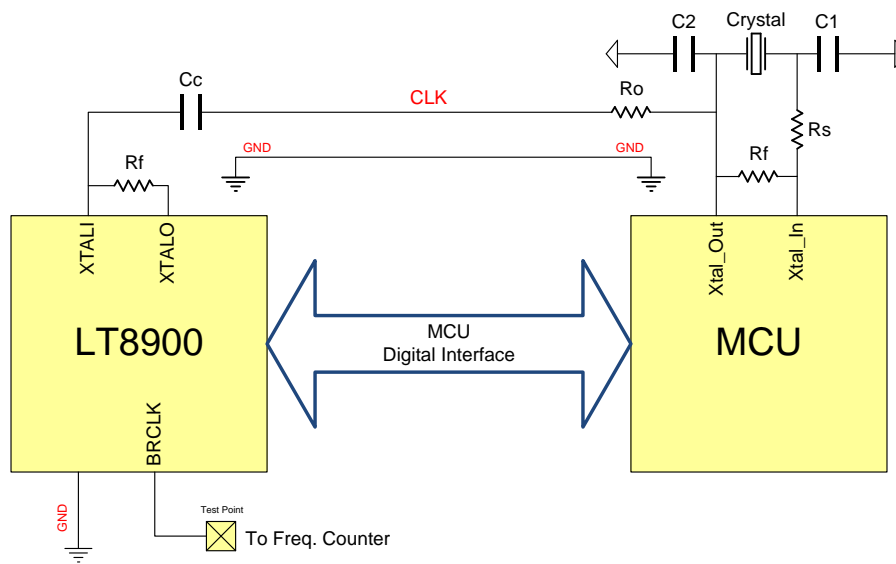 C2
Crystal
C1
Cc
CLK
Ro
Rs
GND
GND
Rf
Rf
XTALI
XTALO
Xtal_Out
Xtal_In
LT8900
MCU
Digital Interface
MCU
BRCLK
GND
Test Point
To Freq. Counter